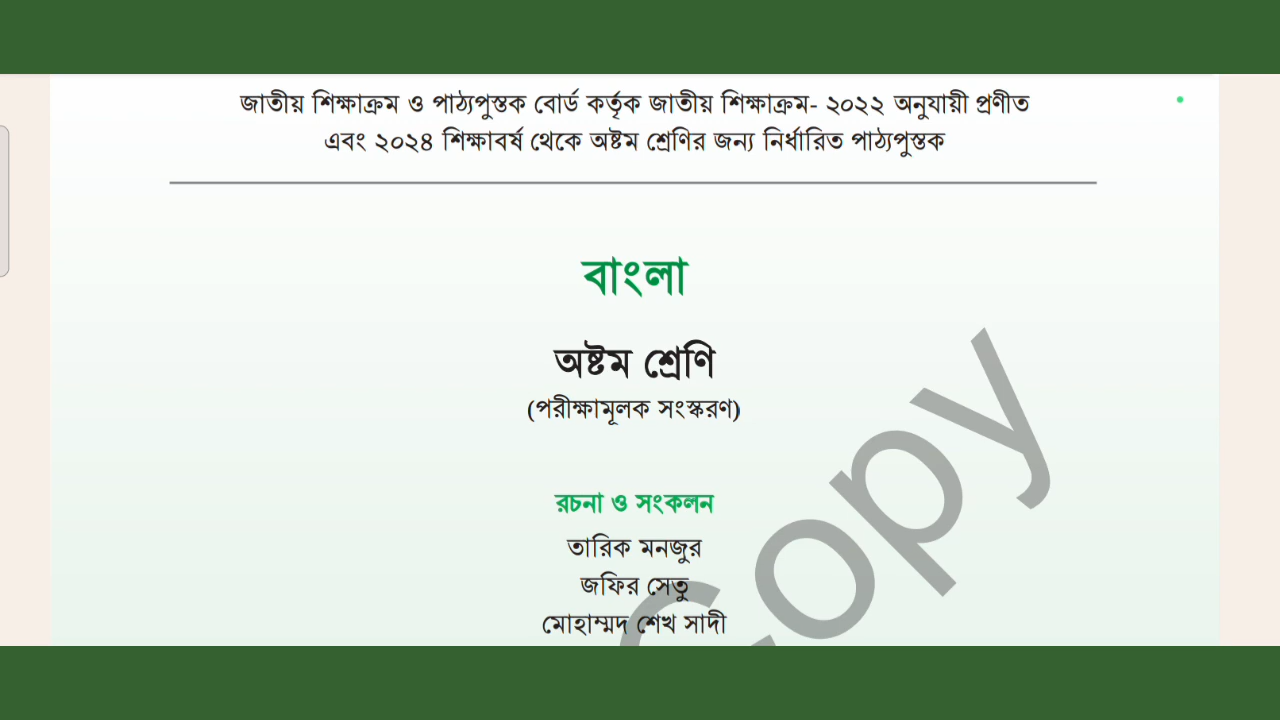 জাতীয় শিক্ষাক্রম ও পাঠ্যপুস্তক বোর্ড কর্তৃক জাতীয় শিক্ষাক্রম- ২০২২ অনুযায়ী প্রণীত
এবং ২০২৪ শিক্ষাবর্ষ থেকে অষ্টম শ্রেণির জন্য নির্ধারিত পাঠ্যপুস্তক
বাংলা
অষ্টম শ্রেণি
(পরীক্ষামূলক সংস্করণ)
রচনা ও সংকলন
তারিক মনজুর
জফির সেতু
মোহাম্মদ শেখ সাদী
Copy